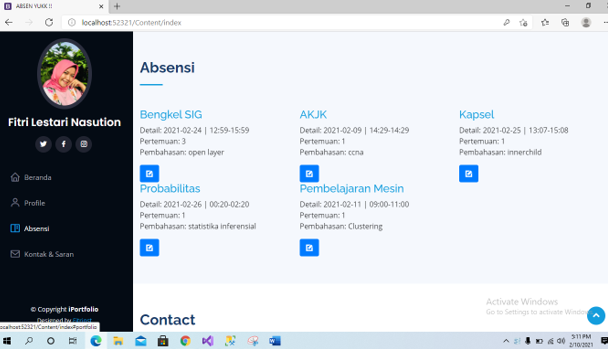 ABSEN YUKK !!
localhost:52321/Content/index
Fitri Lestari Nasution
Beranda
Profile
Absensi
Kontak & Saran
© Copyright iPortfolio
Designed by
localhost:52321/Content/index#portfolio
Absensi
Bengkel SIG
Detail: 2021-02-24 | 12:59-15:59
Pertemuan: 3
Pembahasan: open layer
AKJK
Detail: 2021-02-09 | 14:29-14:29
Pertemuan: 1
Pembahasan: ccna
Kapsel
Detail: 2021-02-25 | 13:07-15:08
Pertemuan: 1
Pembahasan: innerchild
Probabilitas
Detail: 2021-02-26 | 00:20-02:20
Pertemuan: 1
Pembahasan: statistika inferensial
Pembelajaran Mesin
Detail: 2021-02-11 | 09:00-11:00
Pertemuan: 1
Pembahasan: Clustering
Contact
Activate Windows
Go to Settings to activate Windows
5:11 PM
2/10/2021